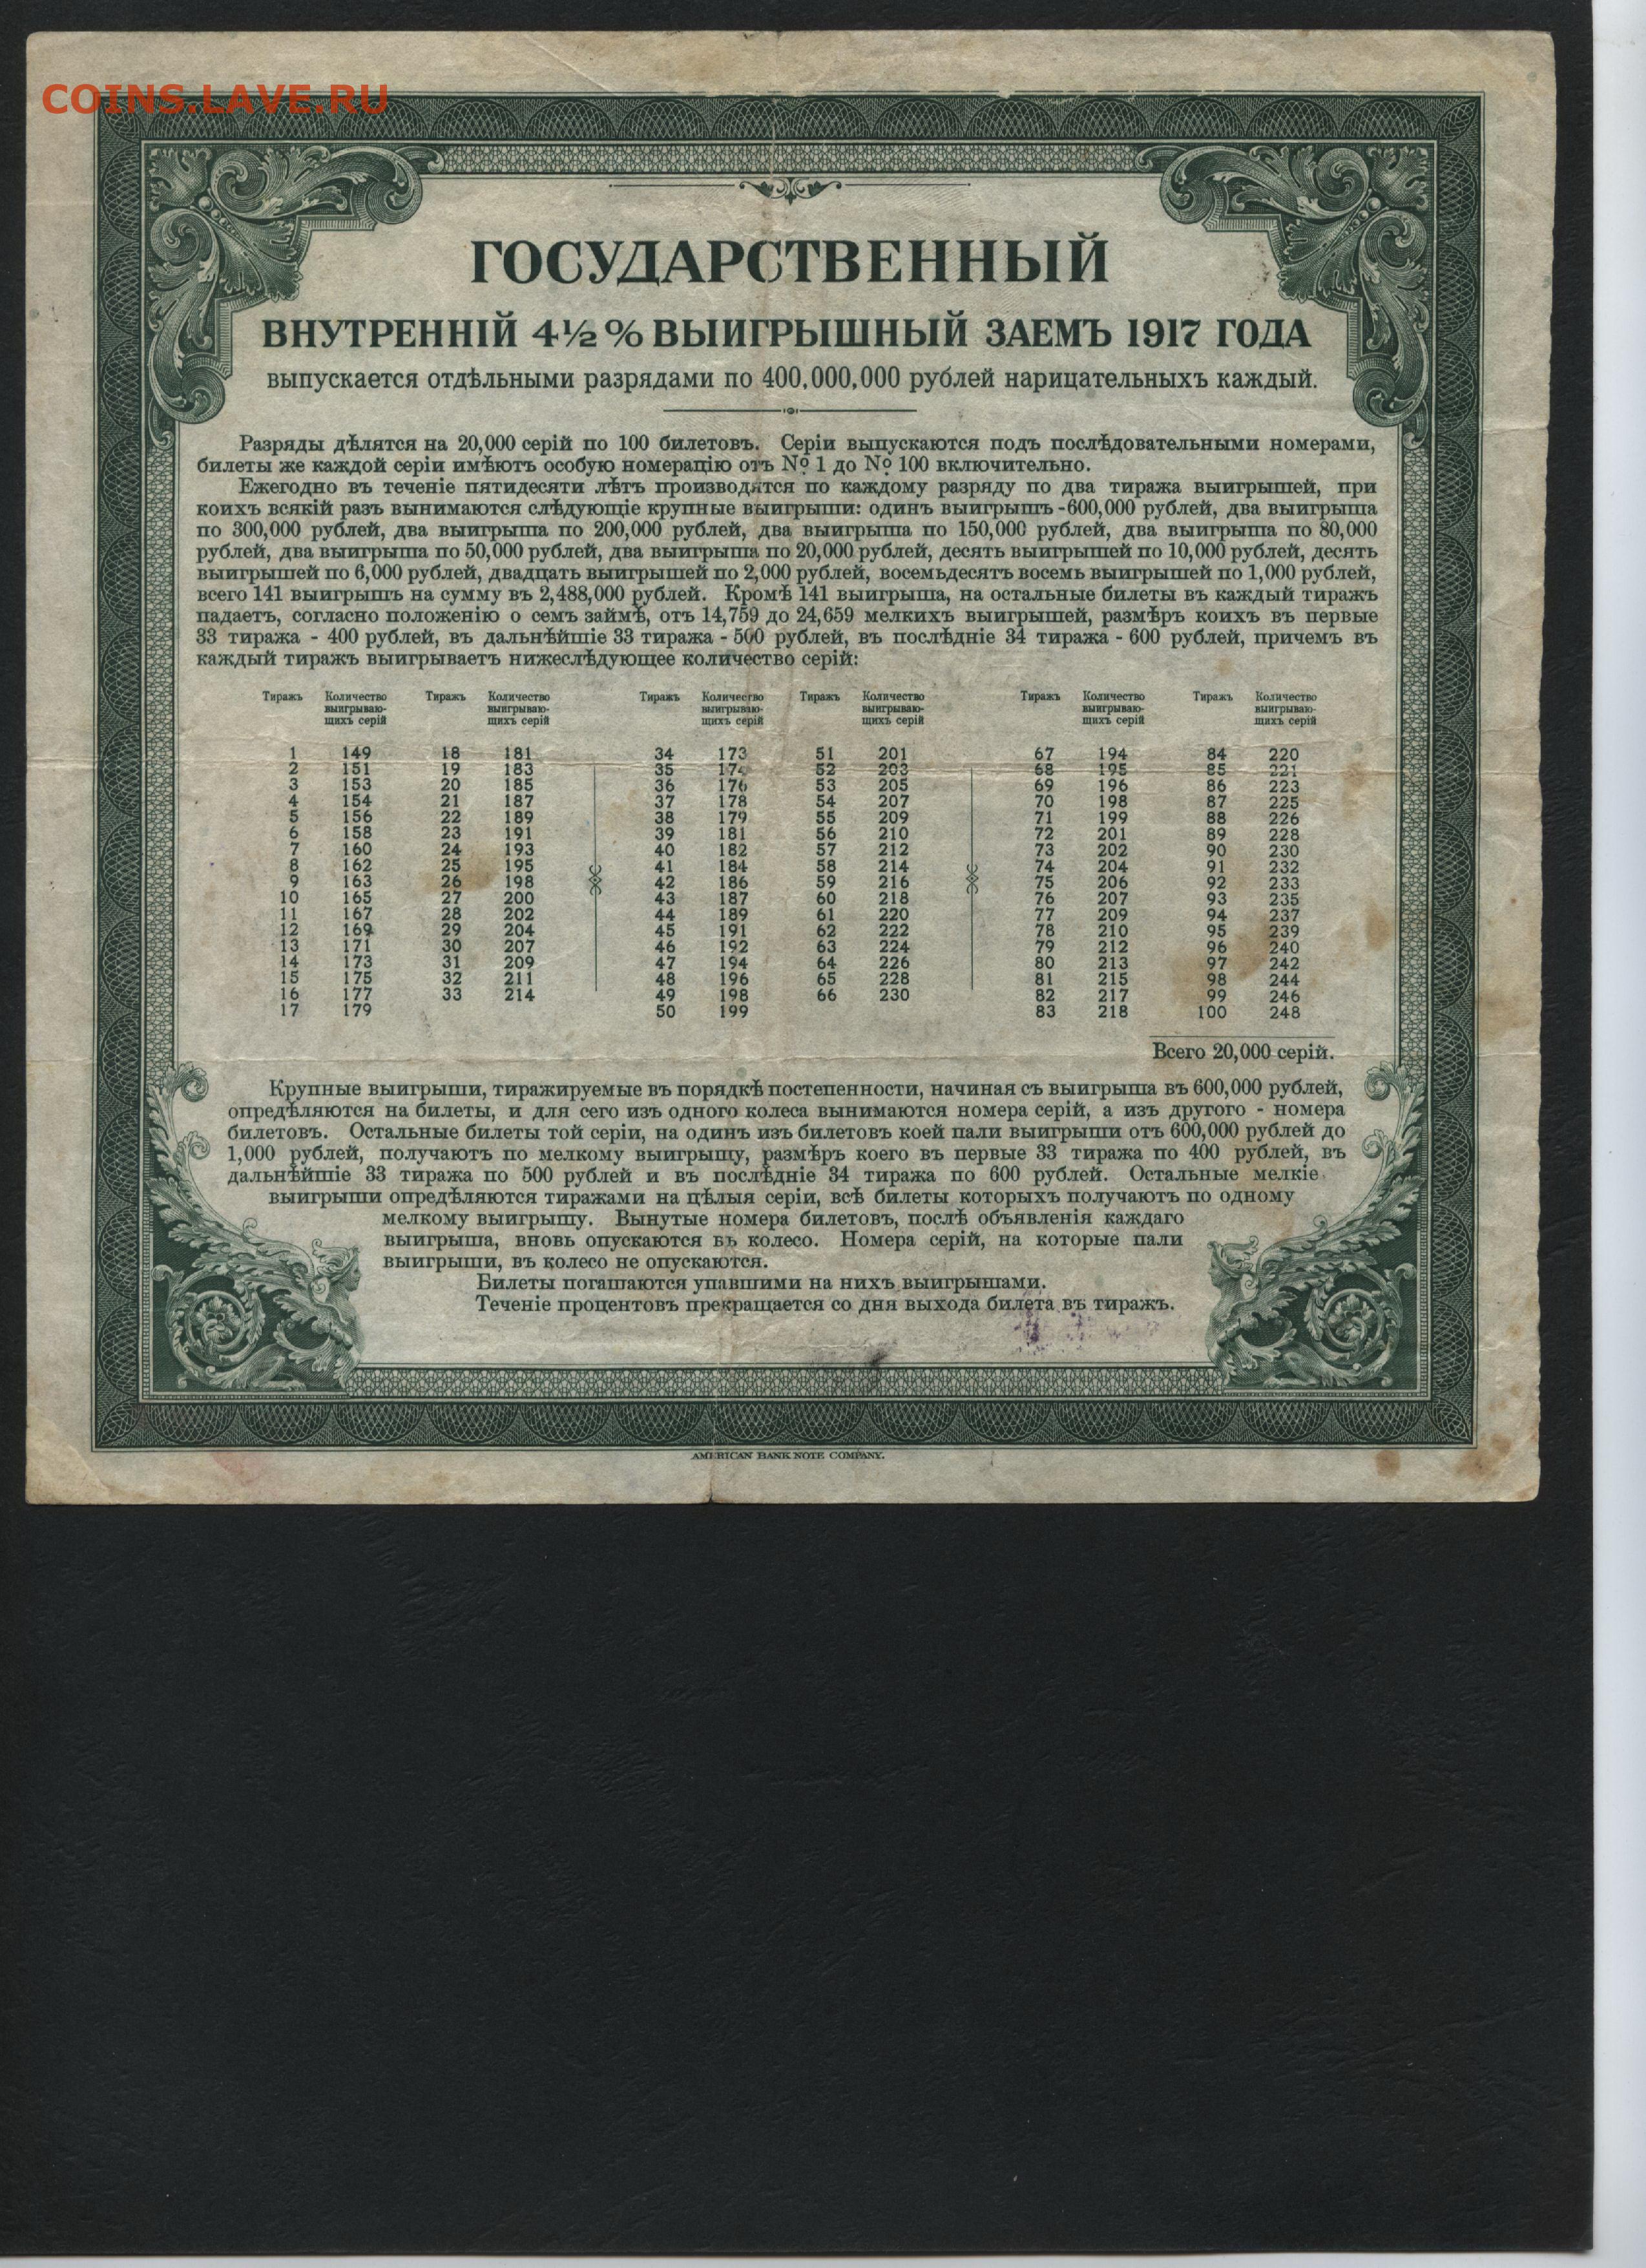 COINS.LAVE.RU
ГОСУДАРСТВЕННЫЙ
ВНУТРЕННІЙ 4½% ВЫИГРЫШНЫЙ ЗАЕМЪ 1917 ГОДА
выпускается отдѣльными разрядами по 400,000,000 рублей нарицательныхъ каждый.
Разряды дѣлятся на 20,000 серій по 100 билетовъ. Серіи выпускаются подъ послѣдовательными номерами,
билеты же каждой серіи имѣютъ особую номерацію отъ № 1 до № 100 включительно.
Ежегодно въ теченіе пятидесяти лѣтъ производятся по каждому разряду по два тиража выигрышей, при
коихъ всякій разъ вынимаются слѣдующіе крупные выигрыши: одинъ выигрышъ - 600,000 рублей, два выигрыша
по 300,000 рублей, два выигрыша по 200,000 рублей, два выигрыша по 150,000 рублей, два выигрыша по 80,000
рублей, два выигрыша по 50,000 рублей, два выигрыша по 20,000 рублей, десять выигрышей по 10,000 рублей, десять
выигрышей по 6,000 рублей, двадцать выигрышей по 2,000 рублей, восемьдесятъ восемь выигрышей по 1,000 рублей,
всего 141 выигрышъ на сумму въ 2,488,000 рублей. Кромѣ 141 выигрыша, на остальные билеты въ каждый тиражъ
падаетъ, согласно положенію о семъ займѣ, отъ 14,759 до 24,659 мелкихъ выигрышей, размѣръ коихъ въ первые
33 тиража - 400 рублей, въ дальнѣйшіе 33 тиража - 500 рублей, въ послѣдніе 34 тиража - 600 рублей, причемъ въ
каждый тиражъ выигрываетъ нижеслѣдующее количество серій:
Тиражъ Количество Тиражъ Количество Тиражъ Количество Тиражъ Количество Тиражъ Количество Тиражъ Количество
выигрываю- выигрываю- выигрываю- выигрываю- выигрываю- выигрываю-
щихъ серій щихъ серій щихъ серій щихъ серій щихъ серій щихъ серій
1 149 18 181 34 173 51 201 67 194 84 220
2 151 19 183 35 174 52 203 68 195 85 221
3 153 20 185 36 176 53 205 69 196 86 223
4 154 21 187 37 178 54 207 70 198 87 225
5 156 22 189 38 179 55 209 71 199 88 226
6 158 23 191 39 181 56 210 72 201 89 228
7 160 24 193 40 182 57 212 73 202 90 230
8 162 25 195 41 184 58 214 74 204 91 232
9 163 26 198 42 186 59 216 75 206 92 233
10 165 27 200 43 187 60 218 76 207 93 235
11 167 28 202 44 189 61 220 77 209 94 237
12 169 29 204 45 191 62 222 78 210 95 239
13 171 30 207 46 192 63 224 79 212 96 240
14 173 31 209 47 194 64 226 80 213 97 242
15 175 32 211 48 196 65 228 81 215 98 244
16 177 33 214 49 198 66 230 82 217 99 246
17 179 50 199 83 218 100 248
Всего 20,000 серій.
Крупные выигрыши, тиражируемые въ порядкѣ постепенности, начиная съ выигрыша въ 600,000 рублей,
опредѣляются на билеты, и для сего изъ одного колеса вынимаются номера серій, а изъ другого - номера
билетовъ. Остальные билеты той серіи, на одинъ изъ билетовъ коей пали выигрыши отъ 600,000 рублей до
1,000 рублей, получаютъ по мелкому выигрышу, размѣръ коего въ первые 33 тиража по 400 рублей, въ
дальнѣйшіе 33 тиража по 500 рублей и въ послѣдніе 34 тиража по 600 рублей. Остальные мелкіе
выигрыши опредѣляются тиражами на цѣлыя серіи, всѣ билеты которыхъ получаютъ по одному
мелкому выигрышу. Вынутые номера билетовъ, послѣ объявленія каждаго
выигрыша, вновь опускаются въ колесо. Номера серій, на которые пали
выигрыши, въ колесо не опускаются.
Билеты погашаются упавшими на нихъ выигрышами.
Теченіе процентовъ прекращается со дня выхода билета въ тиражъ.
AMERICAN BANK NOTE COMPANY.